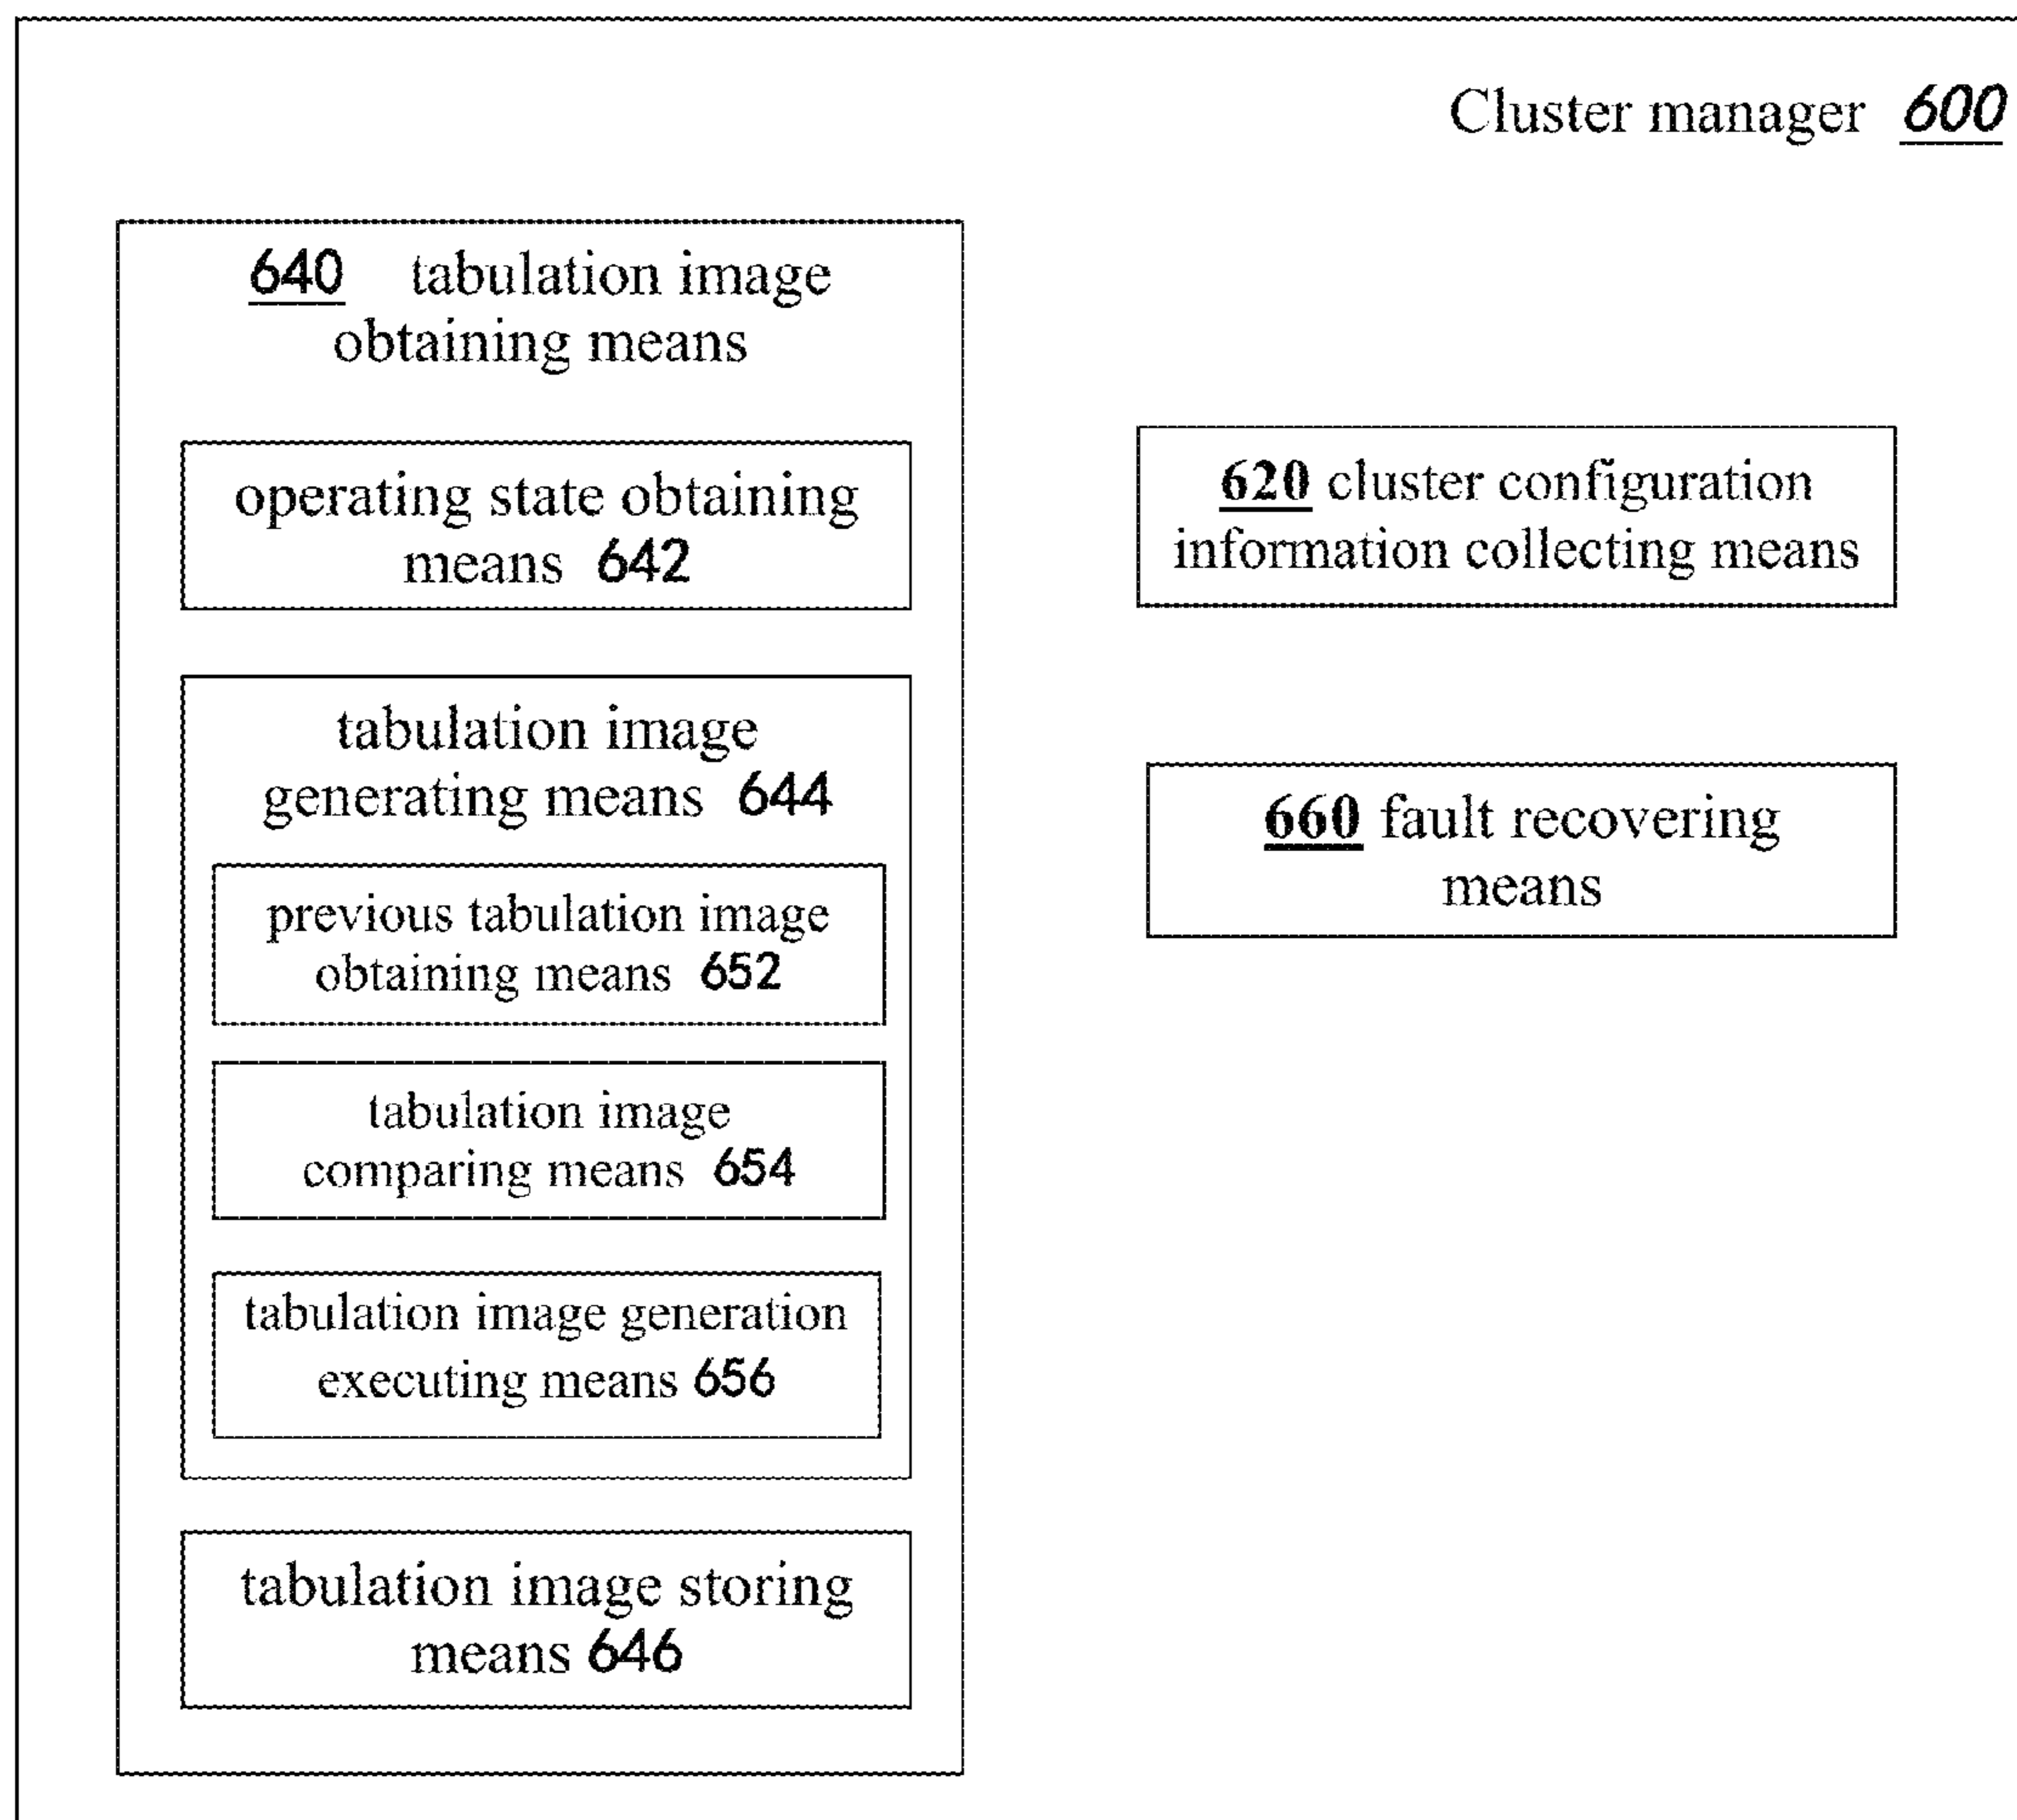 Cluster manager 600
640 tabulation image
obtaining means
operating state obtaining
means 642
tabulation image
generating means 644
previous tabulation image
obtaining means 652
tabulation image
comparing means 654
tabulation image generation
executing means 656
tabulation image storing
means 646
620 cluster configuration
information collecting means
660 fault recovering
means